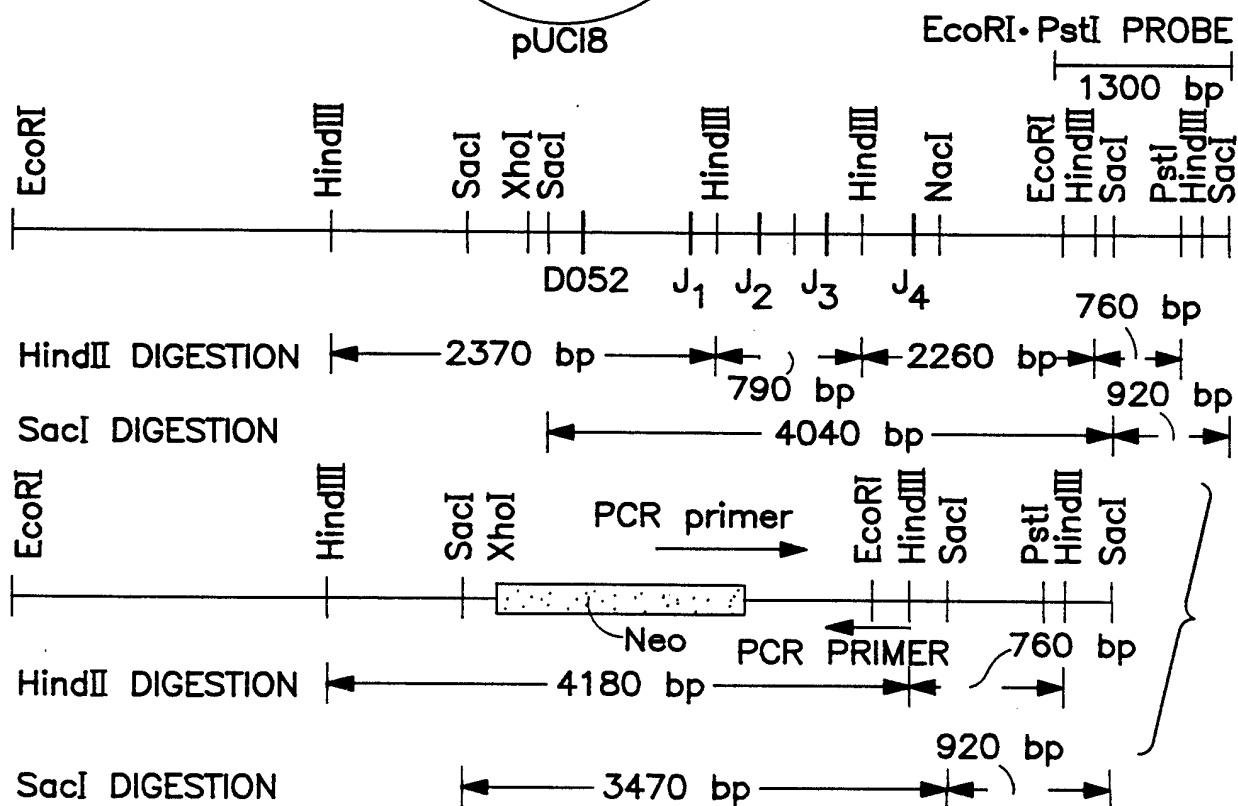 pUC18
EcoRI·PstI PROBE
1300 bp
EcoRI HindIII SacI XhoI SacI HindIII HindIII NacI EcoRI HindIII SacI PstI HindIII SacI
D052 J1 J2 J3 J4
760 bp
HindII DIGESTION 2370 bp 790 bp 2260 bp
920 bp
SacI DIGESTION 4040 bp
EcoRI HindIII SacI XhoI PCR primer EcoRI HindIII SacI PstI HindIII SacI
Neo PCR PRIMER 760 bp
HindII DIGESTION 4180 bp
920 bp
SacI DIGESTION 3470 bp